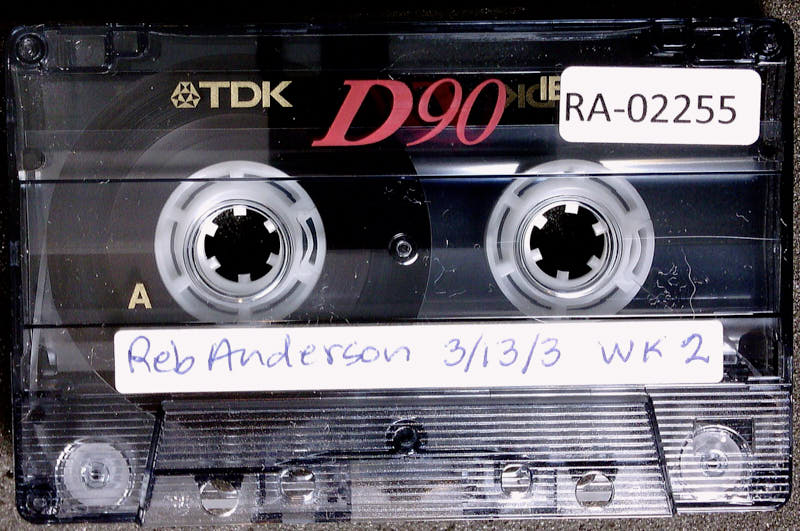 TDK
D90
RA-02255
A
Reb Anderson 3/13/3 WK 2